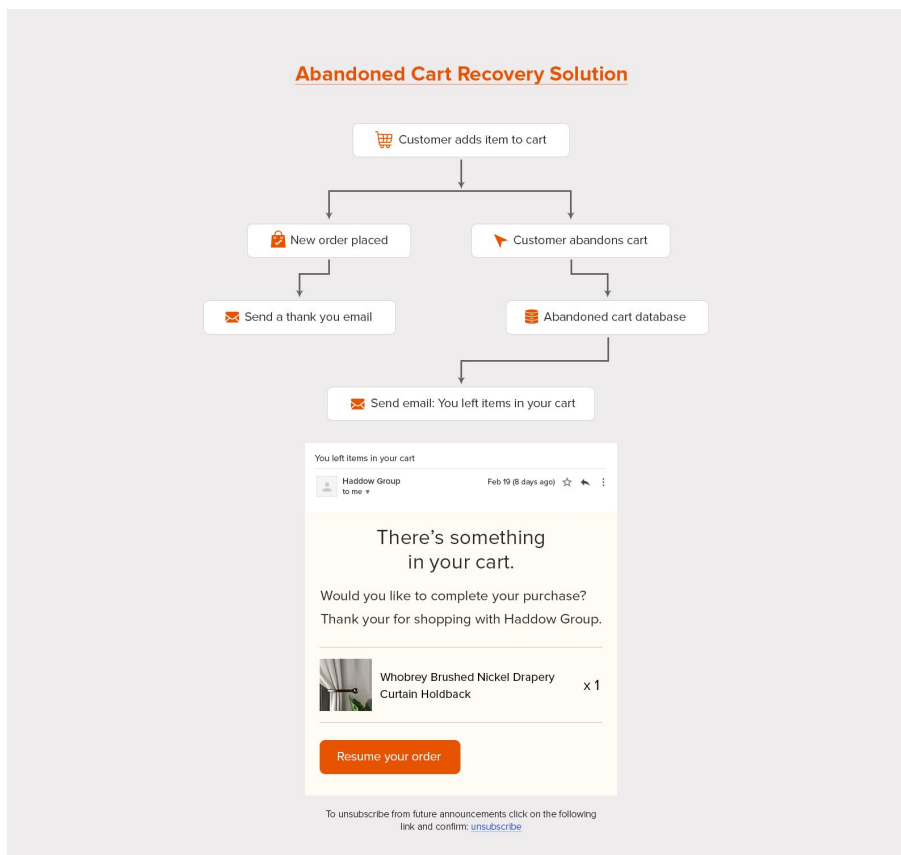 Abandoned Cart Recovery Solution
Customer adds item to cart
New order placed
Customer abandons cart
Send a thank you email
Abandoned cart database
Send email: You left items in your cart
You left items in your cart
Haddow Group
Feb 19 (8 days ago)
to me
There's something
in your cart.
Would you like to complete your purchase?
Thank your for shopping with Haddow Group.
Whobrey Brushed Nickel Drapery
Curtain Holdback
x 1
Resume your order
To unsubscribe from future announcements click on the following
link and confirm: unsubscribe